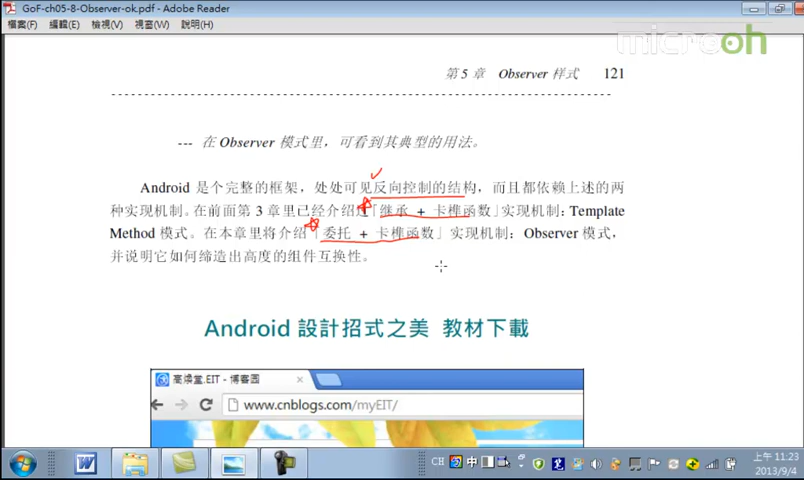 GoF-ch05-8-Observer-ok.pdf - Adobe Reader
檔案(F) 編輯(E) 檢視(V) 視窗(W) 說明(H)
microoh
第 5 章 Observer 样式 121
--- 在 Observer 模式里，可看到其典型的用法。
Android 是个完整的框架，处处可见反向控制的结构，而且都依赖上述的两
种实现机制。在前面第 3 章里已经介绍过「继承 + 卡榫函数」实现机制：Template
Method 模式。在本章里将介绍「委托 + 卡榫函数」实现机制：Observer 模式，
并说明它如何缔造出高度的组件互换性。
Android 設計招式之美 教材下載
高煥堂.EIT - 博客园
www.cnblogs.com/myEIT/
CH 中
上午 11:23
2013/9/4